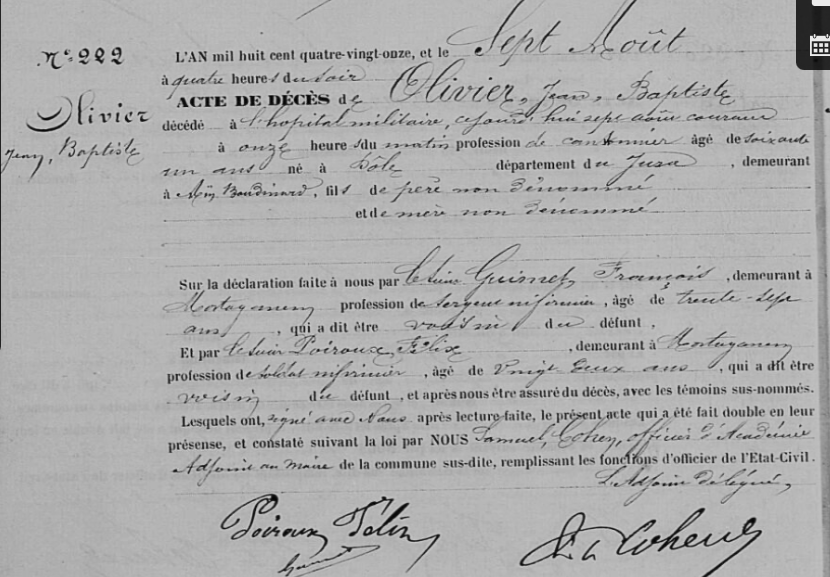 Nº 222
Olivier
Jean, Baptiste
L'AN mil huit cent quatre-vingt-onze, et le Sept Août
à quatre heures du soir
ACTE DE DÉCÈS de Olivier, Jean, Baptiste
décédé à l'hopital militaire, cejourd'hui sept août courant
à onze heures du matin profession de cantonnier âgé de soixante
un ans né à Dôle département du Jura, demeurant
à Aïn Boudinard, fils de père non dénommé
et de mère non dénommé
Sur la déclaration faite à nous par le sieur François, demeurant à
Mostaganem profession de sergent infirmier, âgé de trente-sept
ans, qui a dit être voisin du défunt,
Et par le sieur Poiroux, Félix, demeurant à Mostaganem
profession de soldat infirmier, âgé de vingt deux ans, qui a dit être
voisin du défunt, et après nous être assuré du décès, avec les témoins sus-nommés.
Lesquels ont, signé avec Nous après lecture faite, le présent acte qui a été fait double en leur
présense, et constaté suivant la loi par NOUS Samuel, Cohen, officier d'Académie
Adjoint au Maire de la commune sus-dite, remplissant les fonctions d'officier de l'Etat-Civil.
L'Adjoint délégué,
Poiroux Félix
Cohen